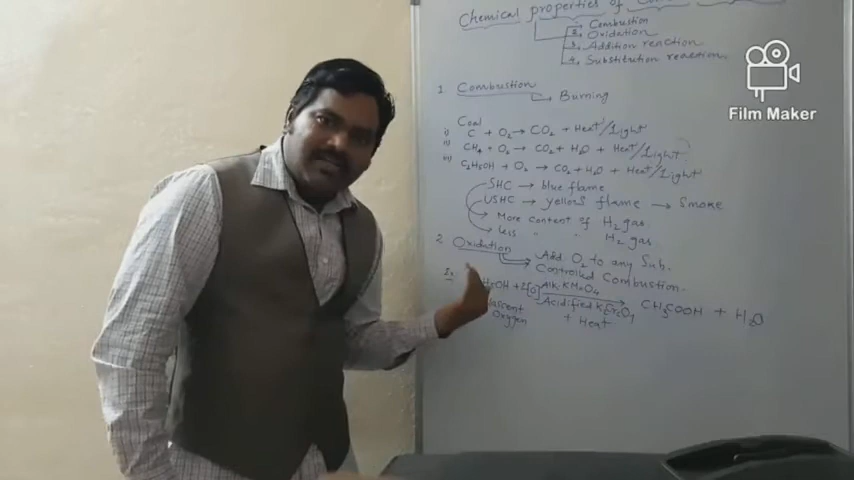 Chemical properties of
1. Combustion
2. Oxidation
3. Addition reaction
4. Substitution reaction
Film Maker
1. Combustion
Burning
Coal
i) C + O₂ → CO₂ + Heat/Light
ii) CH₄ + O₂ → CO₂ + H₂O + Heat/Light
iii) C₂H₅OH + O₂ → CO₂ + H₂O + Heat/Light
SHC → blue flame
USHC → yellow flame → Smoke
More content of H₂ gas
Less " " H₂ gas
2. Oxidation
Add. O₂ to any Sub.
Controlled Combustion
Ex H₅OH + 2[O] Alk. KMnO₄ CH₃COOH + H₂O
Acidified K₂Cr₂O₇
+ Heat
Nascent
Oxygen